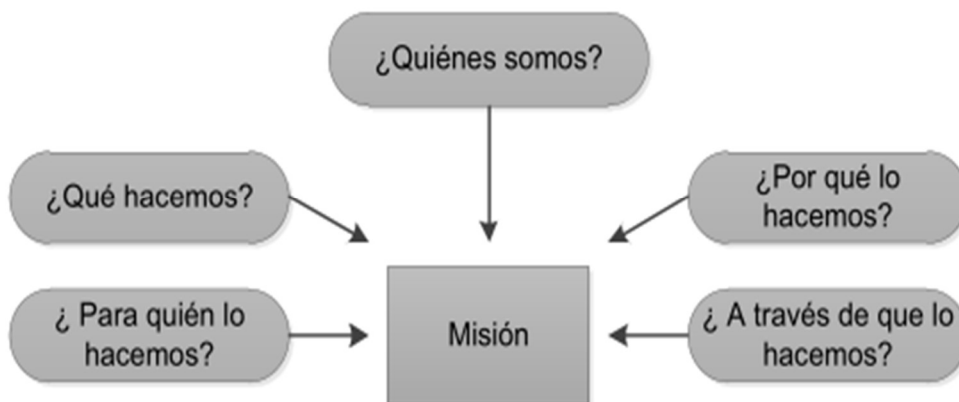 ¿Quiénes somos?
¿Qué hacemos?
¿Por qué lo
hacemos?
¿ Para quién lo
hacemos?
Misión
¿ A través de que lo
hacemos?